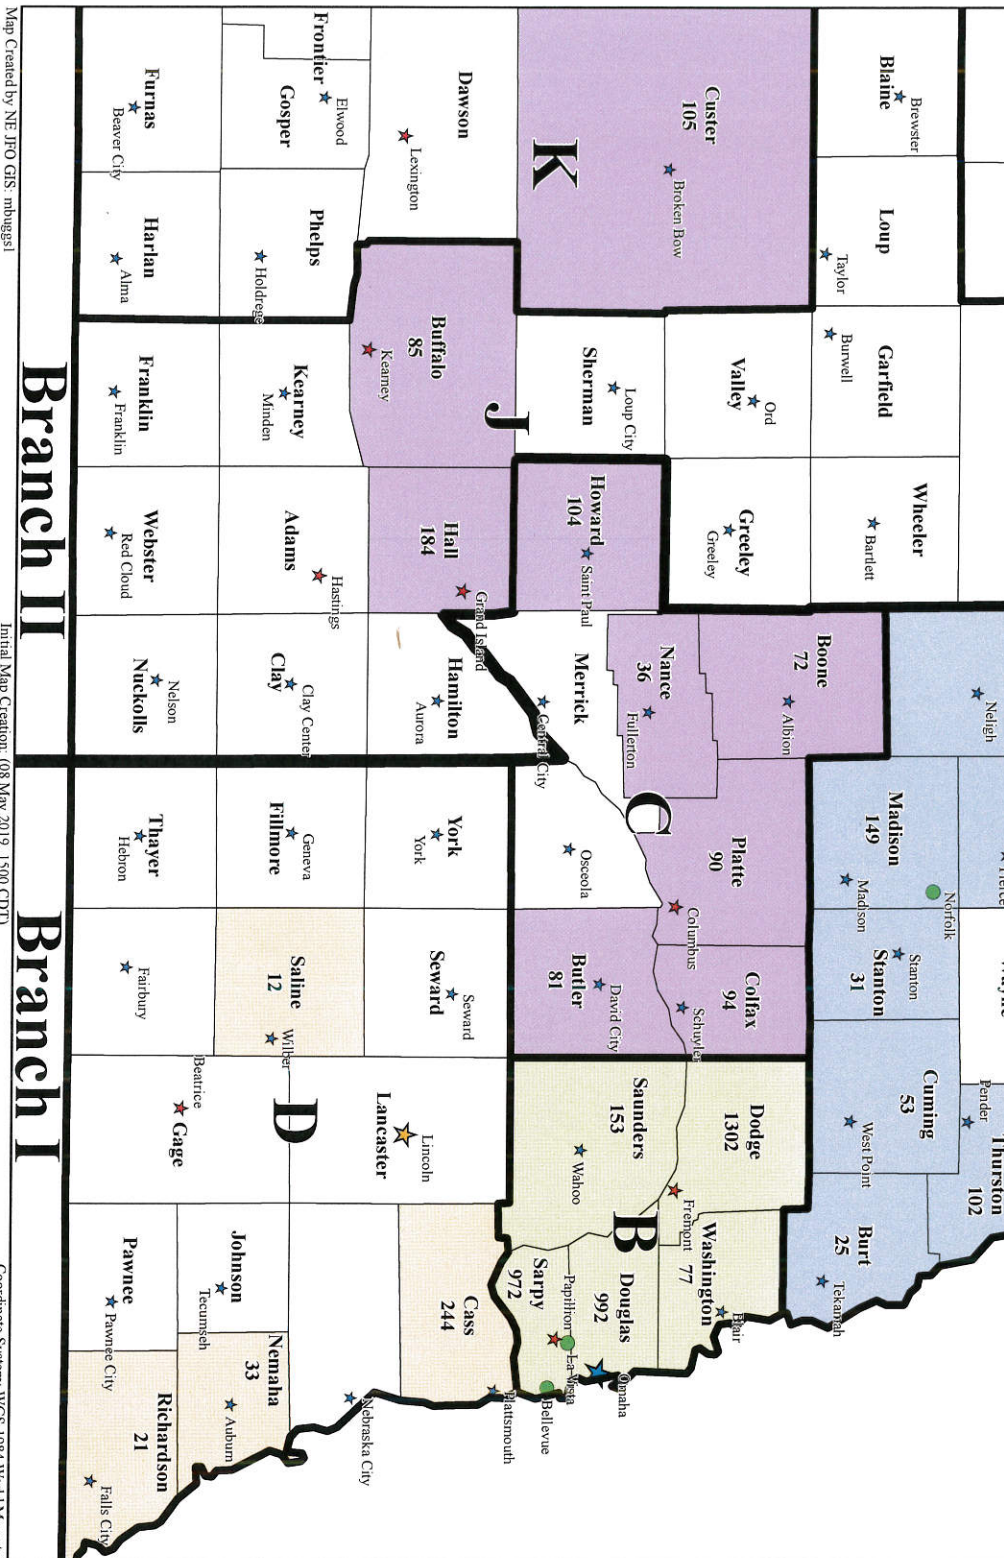 Neligh
Pender
Thurston
102
Brewster
Blaine
Loup
Taylor
Garfield
Burwell
Wheeler
Bartlett
Boone
72
Albion
Norfolk
Madison
149
Madison
Stanton
Stanton
31
Cuming
53
West Point
Burt
25
Tekamah
Custer
105
Broken Bow
K
Ord
Valley
Greeley
Greeley
Nance
36
Fullerton
C
Platte
90
Columbus
Colfax
94
Schuyler
Dodge
1302
Fremont
Washington
77
Blair
B
Loup City
Sherman
Howard
104
Saint Paul
Merrick
Central City
Osceola
David City
Butler
81
Saunders
153
Wahoo
Douglas
992
Omaha
Papillion
La Vista
Sarpy
972
Bellevue
J
Dawson
Lexington
Buffalo
85
Kearney
Hall
184
Grand Island
Hamilton
Aurora
York
York
Seward
Seward
Lincoln
Lancaster
Cass
244
Plattsmouth
Nebraska City
Frontier
Elwood
Gosper
Phelps
Holdrege
Kearney
Minden
Adams
Hastings
Clay Center
Clay
Geneva
Fillmore
Saline
12
Wilber
D
Beatrice
Gage
Johnson
Tecumseh
Nemaha
33
Auburn
Furnas
Beaver City
Harlan
Alma
Franklin
Franklin
Webster
Red Cloud
Nelson
Nuckolls
Thayer
Hebron
Fairbury
Pawnee
Pawnee City
Richardson
21
Falls City
Branch II
Branch I
Map Created by NE JFO GIS: mbuggs1
Initial Map Creation: (08 May 2019, 1500 CDT)